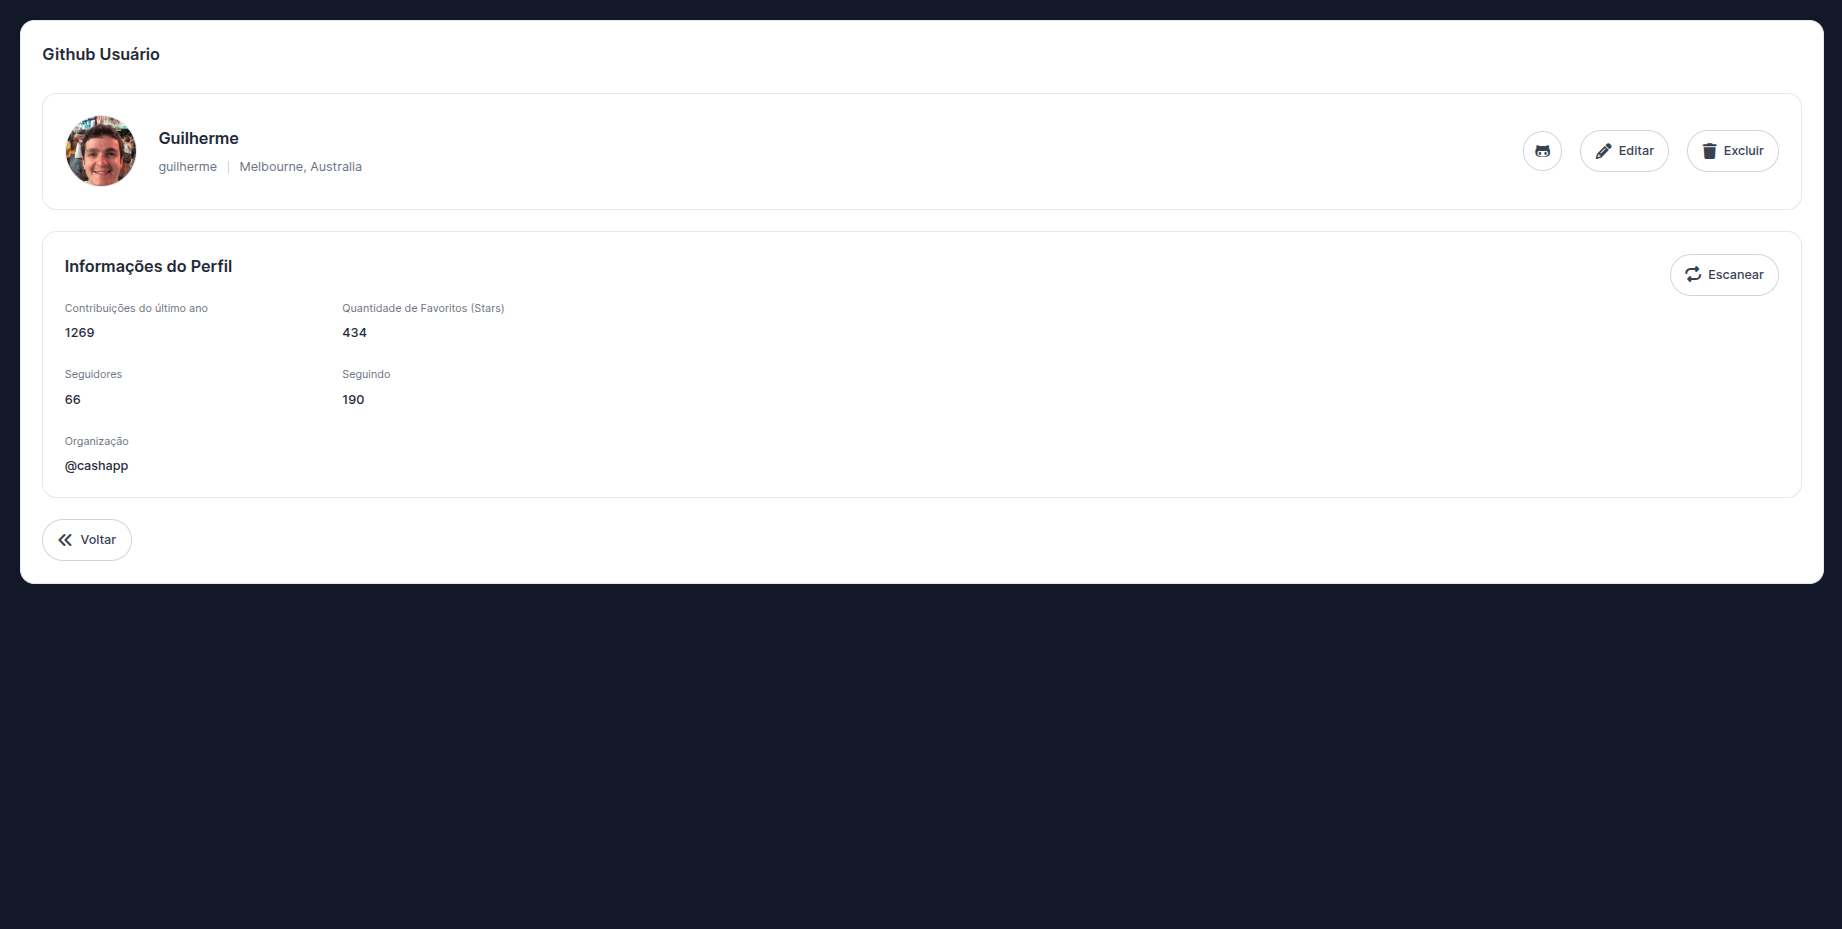 Github Usuário
Guilherme
guilherme | Melbourne, Australia
Editar
Excluir
Informações do Perfil
Escanear
Contribuições do último ano
Quantidade de Favoritos (Stars)
1269
434
Seguidores
Seguindo
66
190
Organização
@cashapp
Voltar